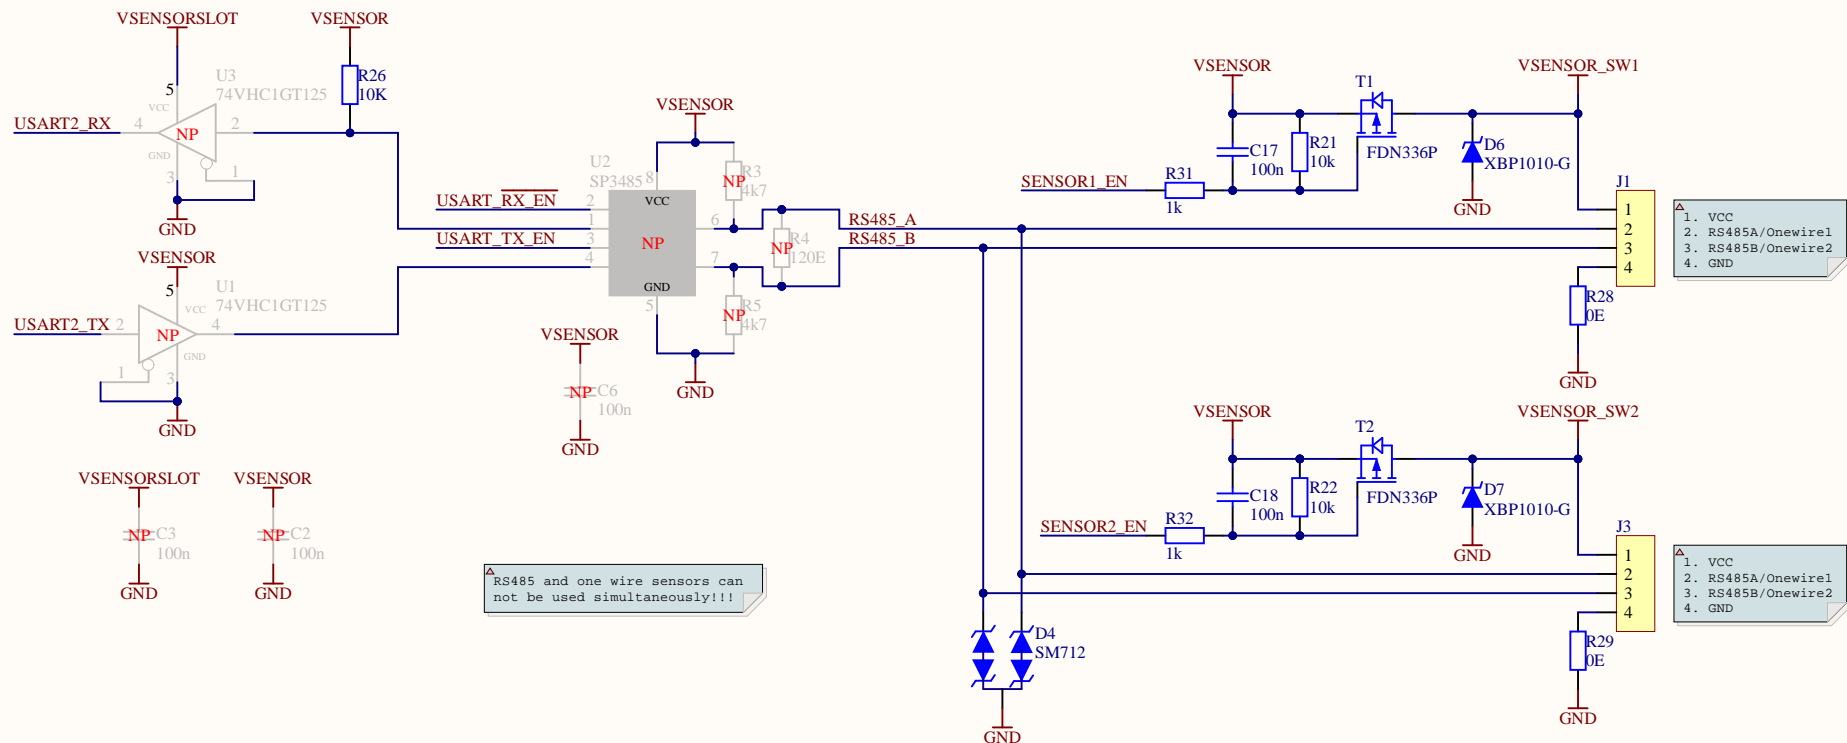 VSENSORSLOT
VSENSOR
5
U3
74VHC1GT125
VCC
R26
10K
USART2_RX
4
NP
2
GND
3
1
GND
VSENSOR
5
U1
74VHC1GT125
VCC
USART2_TX
2
NP
4
GND
1
3
GND
VSENSORSLOT
NP
C3
100n
GND
VSENSOR
NP
C2
100n
GND
VSENSOR
U2
SP3485
8
VCC
NP
R3
4k7
USART_RX_EN
2
1
USART_TX_EN
3
4
NP
6
7
GND
5
NP
R4
120E
NP
R5
4k7
GND
VSENSOR
NP
C6
100n
GND
RS485 and one wire sensors can
not be used simultaneously!!!
RS485_A
RS485_B
VSENSOR
T1
VSENSOR_SW1
C17
100n
R21
10k
FDN336P
D6
XBP1010-G
GND
SENSOR1_EN
R31
1k
J1
1
2
3
4
R28
0E
GND
1. VCC
2. RS485A/Onewire1
3. RS485B/Onewire2
4. GND
VSENSOR
T2
VSENSOR_SW2
C18
100n
R22
10k
FDN336P
D7
XBP1010-G
GND
SENSOR2_EN
R32
1k
J3
1
2
3
4
R29
0E
GND
1. VCC
2. RS485A/Onewire1
3. RS485B/Onewire2
4. GND
D4
SM712
GND